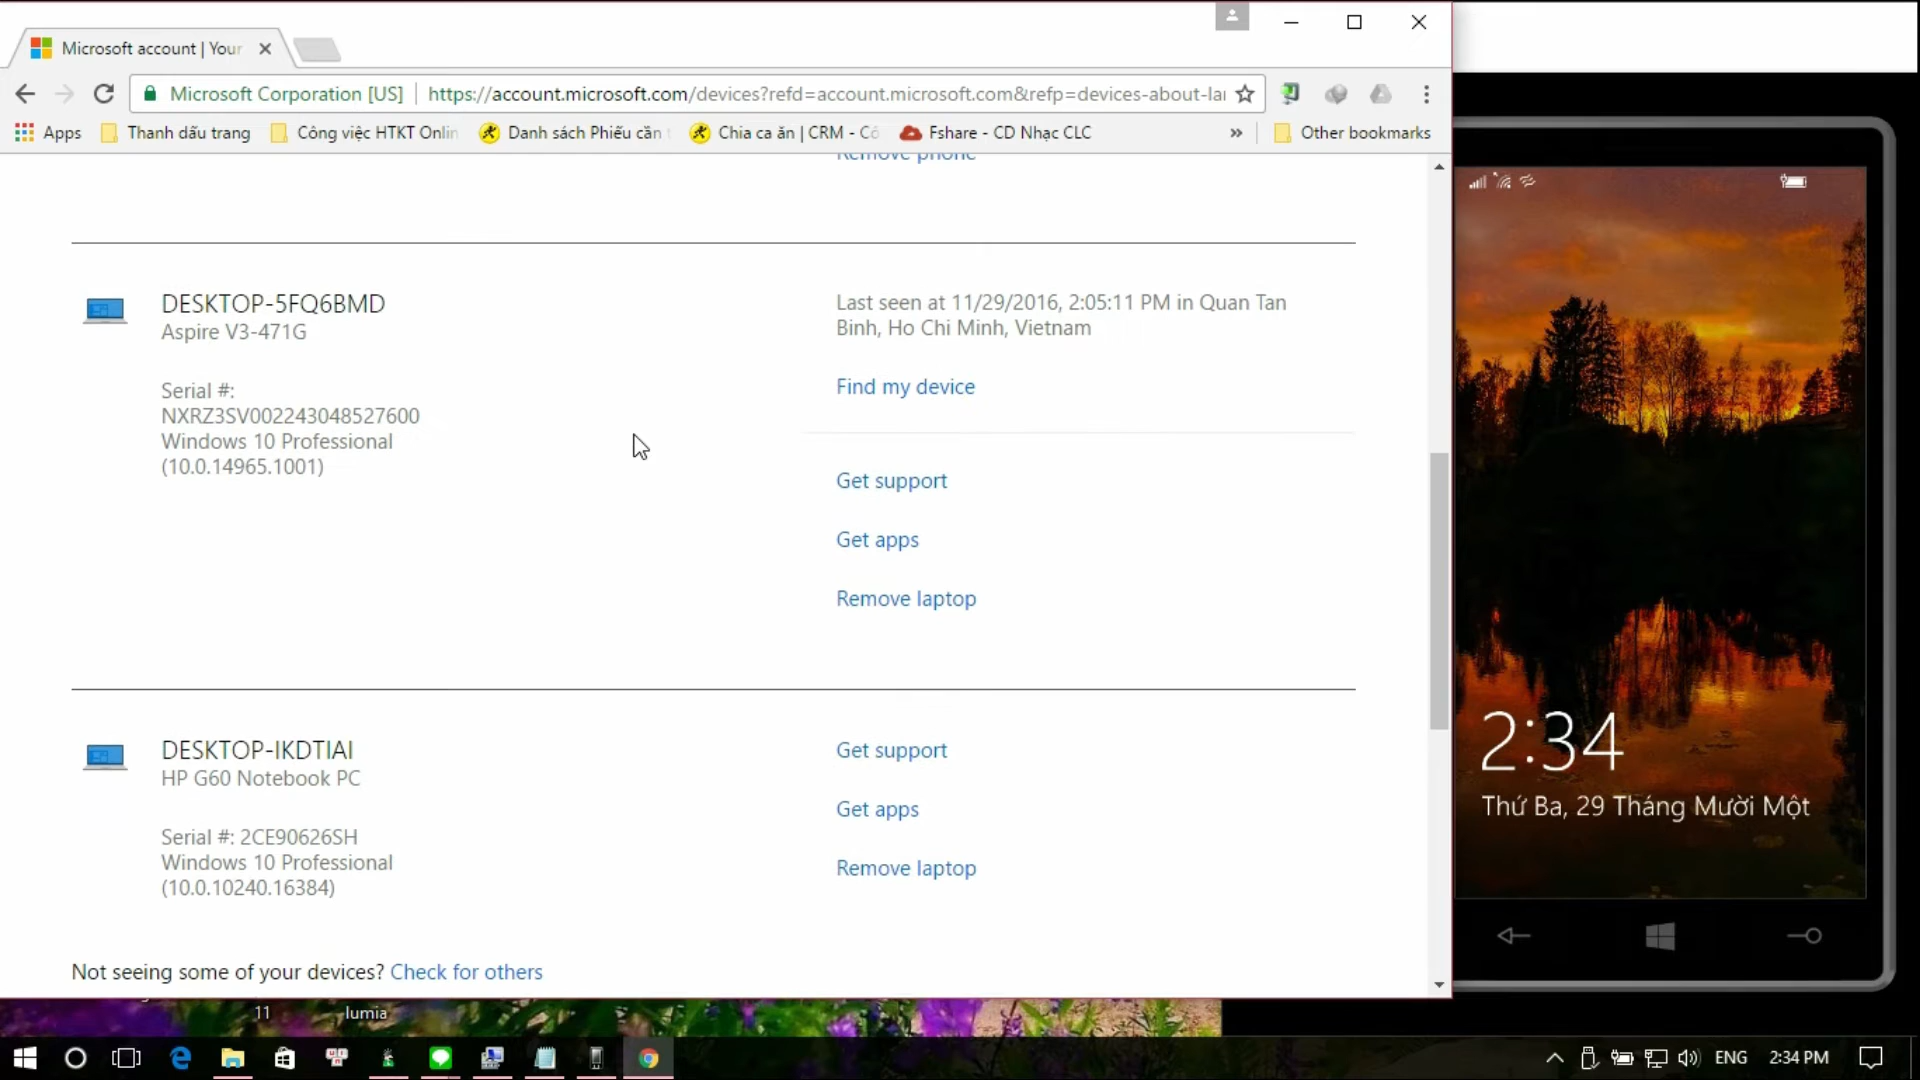 Microsoft account | Your
Microsoft Corporation [US]
https://account.microsoft.com/devices?refd=account.microsoft.com&refp=devices-about-lan
Apps
Thanh dấu trang
Công việc HTKT Onlin
Danh sách Phiếu cần
Chia ca ăn | CRM - Cô
Fshare - CD Nhạc CLC
»
Other bookmarks
Remove phone
DESKTOP-5FQ6BMD
Aspire V3-471G
Serial #:
NXRZ3SV002243048527600
Windows 10 Professional
(10.0.14965.1001)
Last seen at 11/29/2016, 2:05:11 PM in Quan Tan
Binh, Ho Chi Minh, Vietnam
Find my device
Get support
Get apps
Remove laptop
DESKTOP-IKDTIAI
HP G60 Notebook PC
Serial #: 2CE90626SH
Windows 10 Professional
(10.0.10240.16384)
Get support
Get apps
Remove laptop
Not seeing some of your devices? Check for others
2:34
Thứ Ba, 29 Tháng Mười Một
11
lumia
ENG
2:34 PM